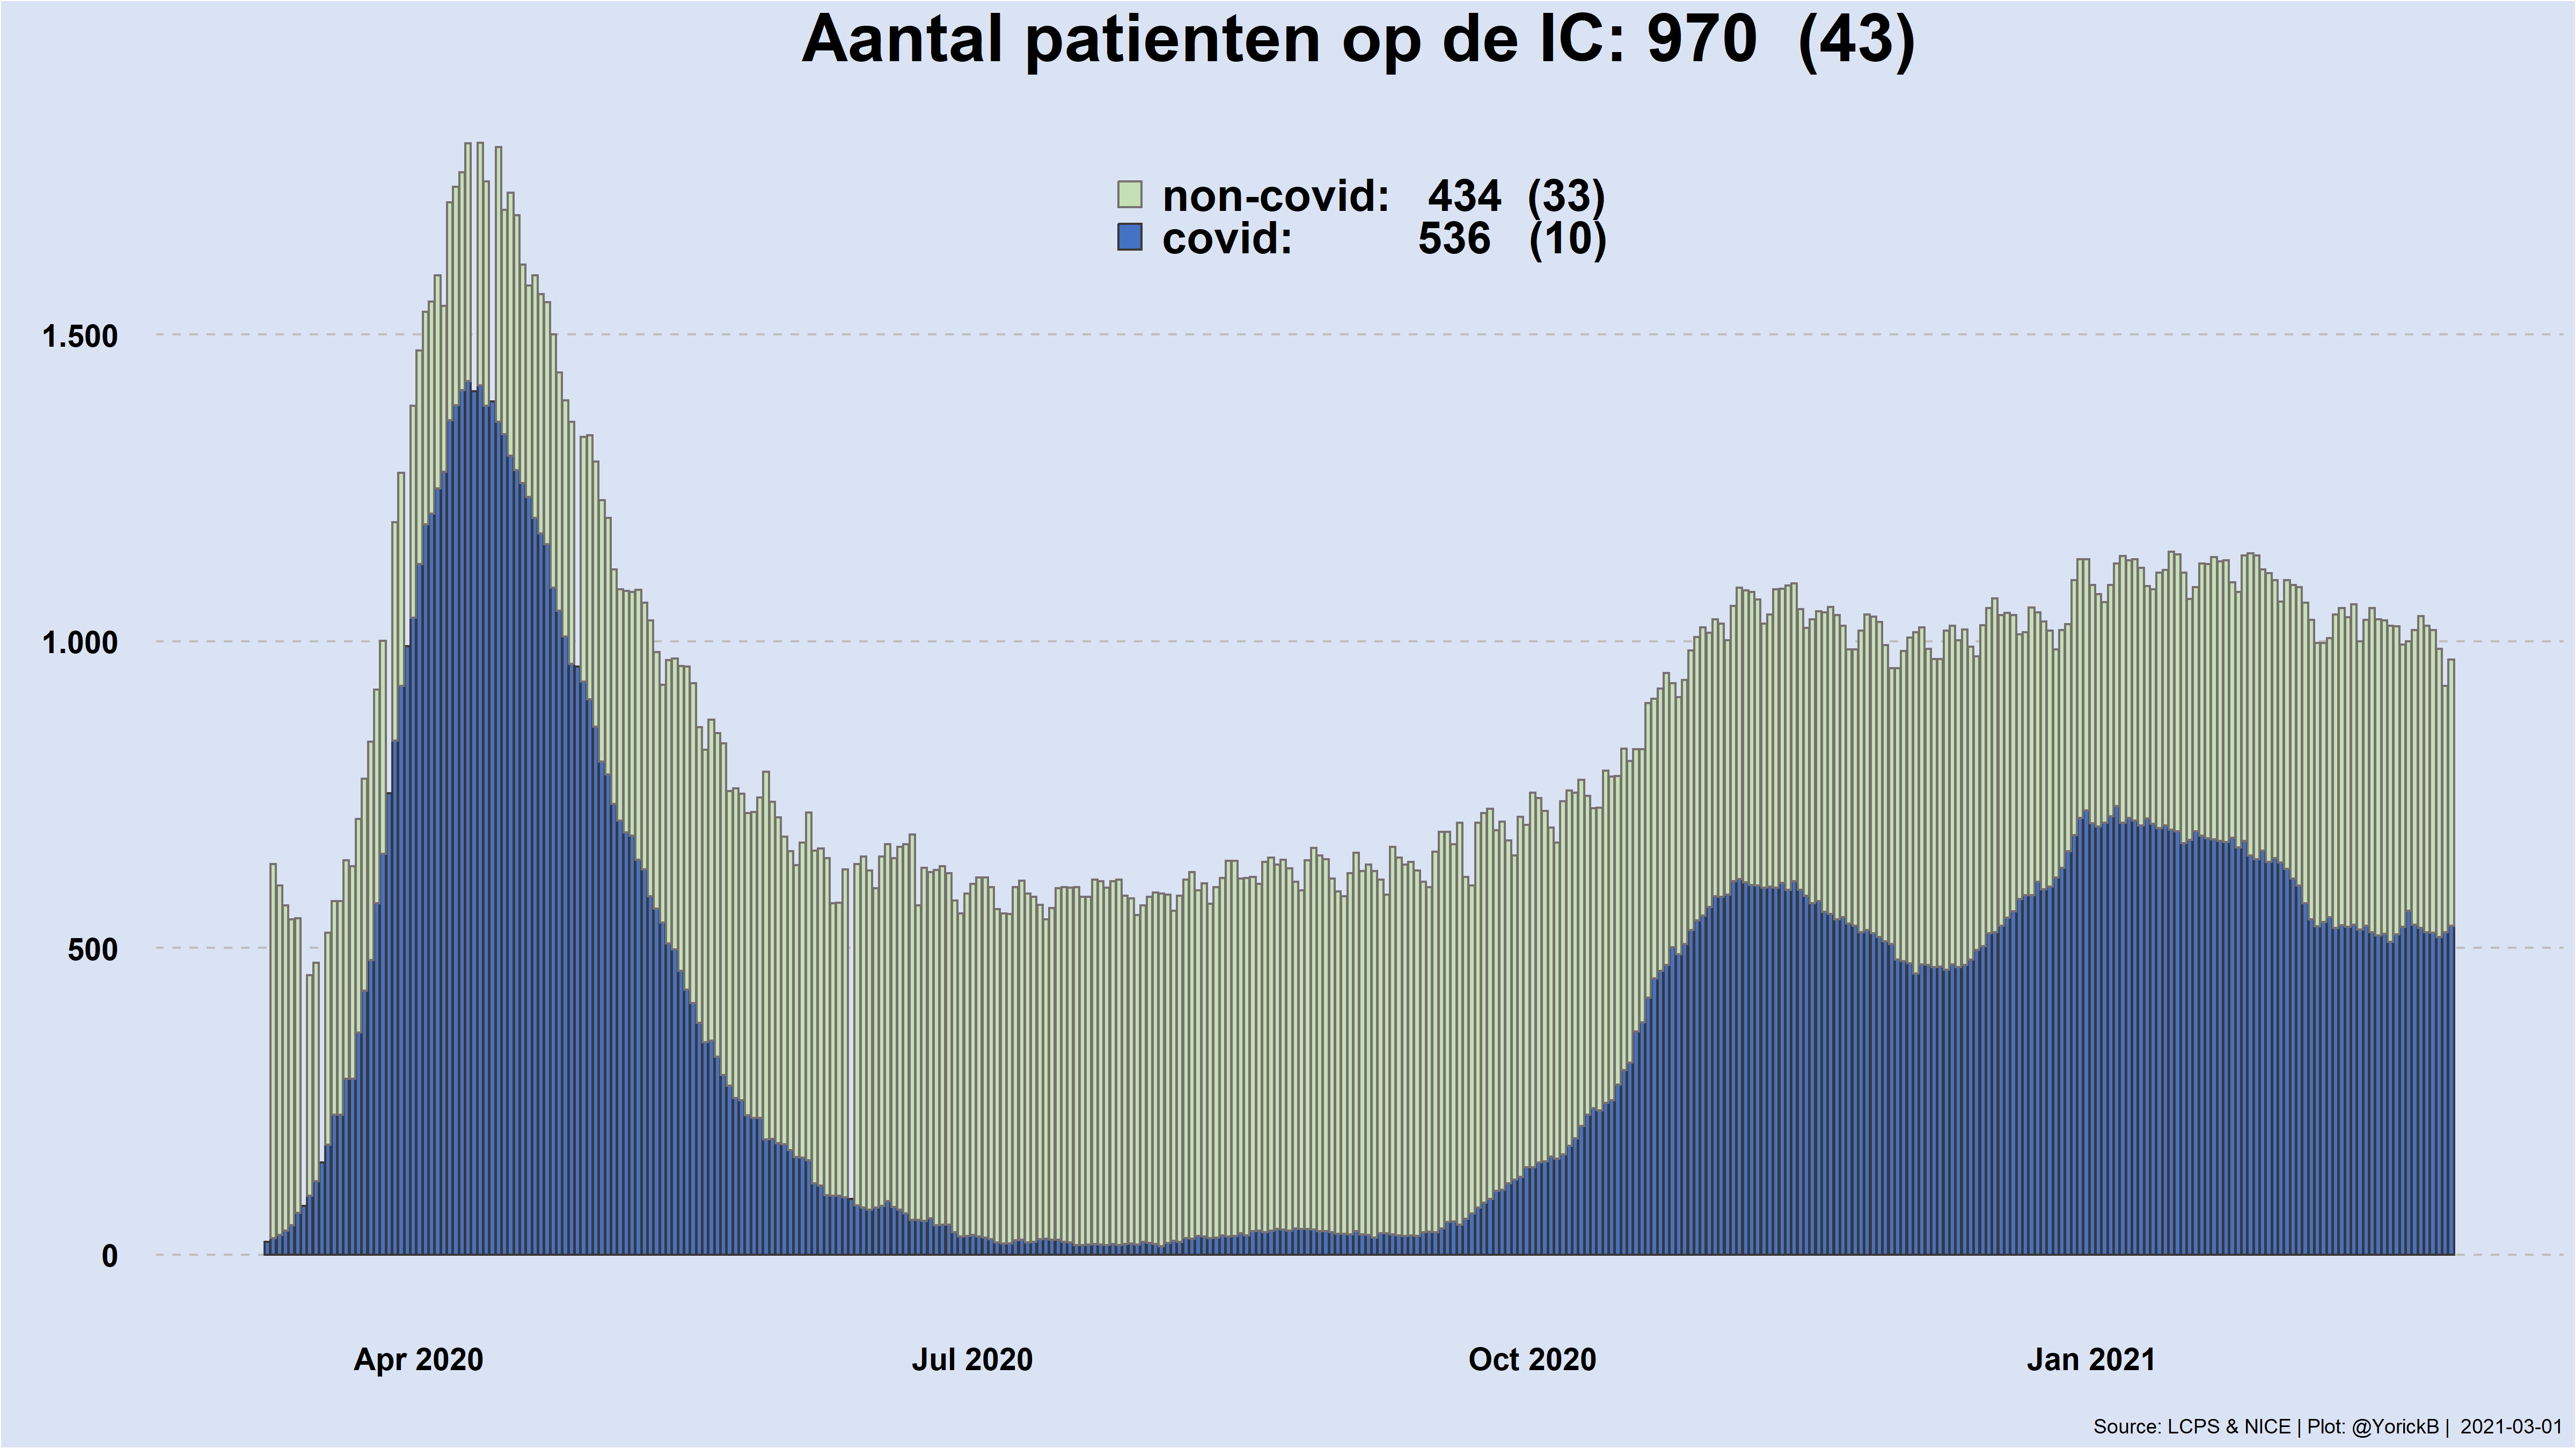 Aantal patienten op de IC: 970 (43)
non-covid: 434 (33)
covid: 536 (10)
1.500
1.000
500
0
Apr 2020 Jul 2020 Oct 2020 Jan 2021
Source: LCPS & NICE | Plot: @YorickB | 2021-03-01